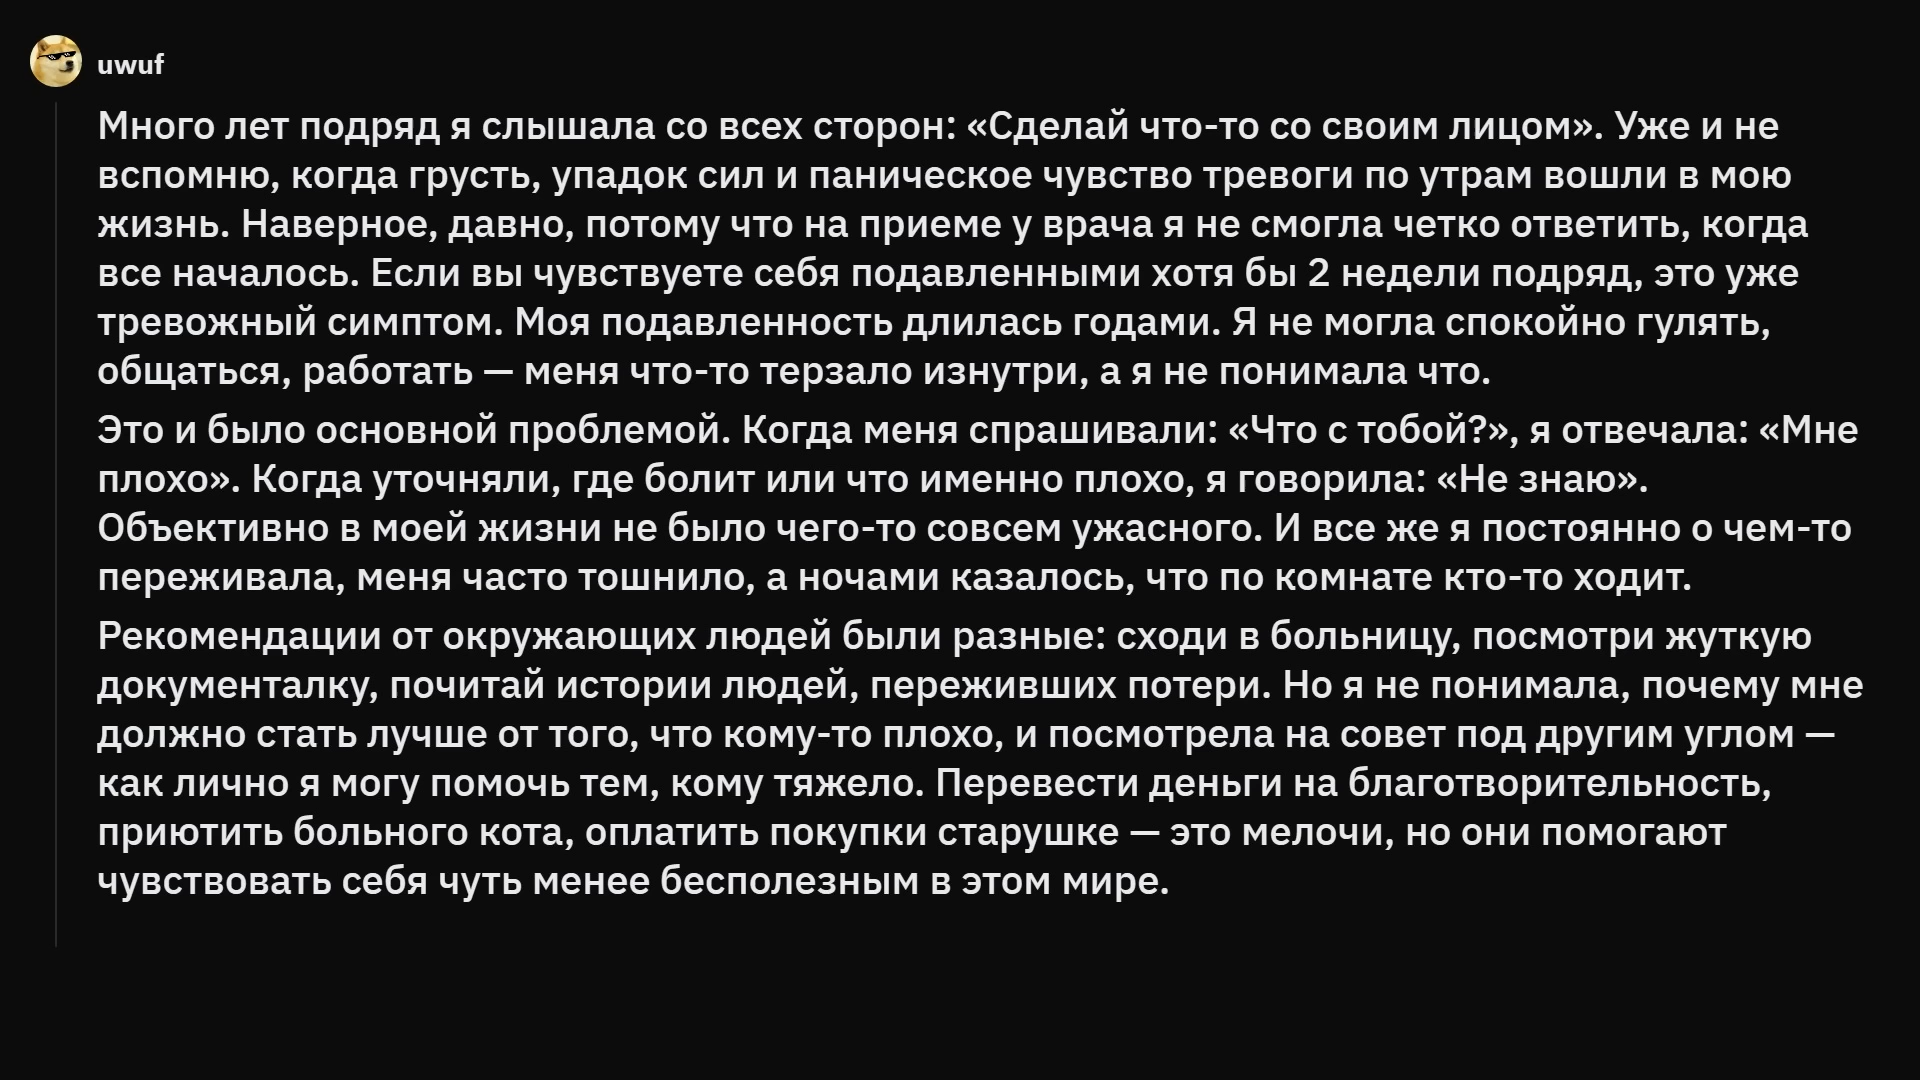 uwuf
Много лет подряд я слышала со всех сторон: «Сделай что-то со своим лицом». Уже и не
вспомню, когда грусть, упадок сил и паническое чувство тревоги по утрам вошли в мою
жизнь. Наверное, давно, потому что на приеме у врача я не смогла четко ответить, когда
все началось. Если вы чувствуете себя подавленными хотя бы 2 недели подряд, это уже
тревожный симптом. Моя подавленность длилась годами. Я не могла спокойно гулять,
общаться, работать — меня что-то терзало изнутри, а я не понимала что.
Это и было основной проблемой. Когда меня спрашивали: «Что с тобой?», я отвечала: «Мне
плохо». Когда уточняли, где болит или что именно плохо, я говорила: «Не знаю».
Объективно в моей жизни не было чего-то совсем ужасного. И все же я постоянно о чем-то
переживала, меня часто тошнило, а ночами казалось, что по комнате кто-то ходит.
Рекомендации от окружающих людей были разные: сходи в больницу, посмотри жуткую
документалку, почитай истории людей, переживших потери. Но я не понимала, почему мне
должно стать лучше от того, что кому-то плохо, и посмотрела на совет под другим углом —
как лично я могу помочь тем, кому тяжело. Перевести деньги на благотворительность,
приютить больного кота, оплатить покупки старушке — это мелочи, но они помогают
чувствовать себя чуть менее бесполезным в этом мире.